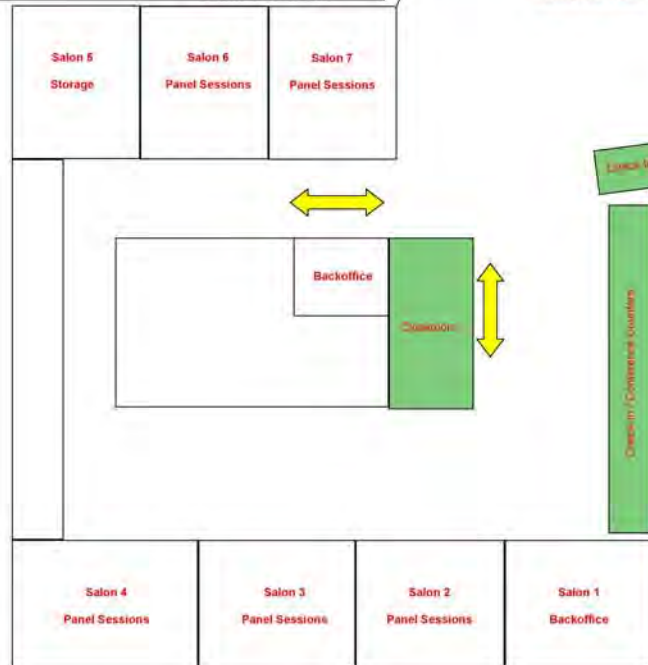 Salon 5
Storage
Salon 6
Panel Sessions
Salon 7
Panel Sessions
Backoffice
Check-in / Conference Counters
Salon 4
Panel Sessions
Salon 3
Panel Sessions
Salon 2
Panel Sessions
Salon 1
Backoffice